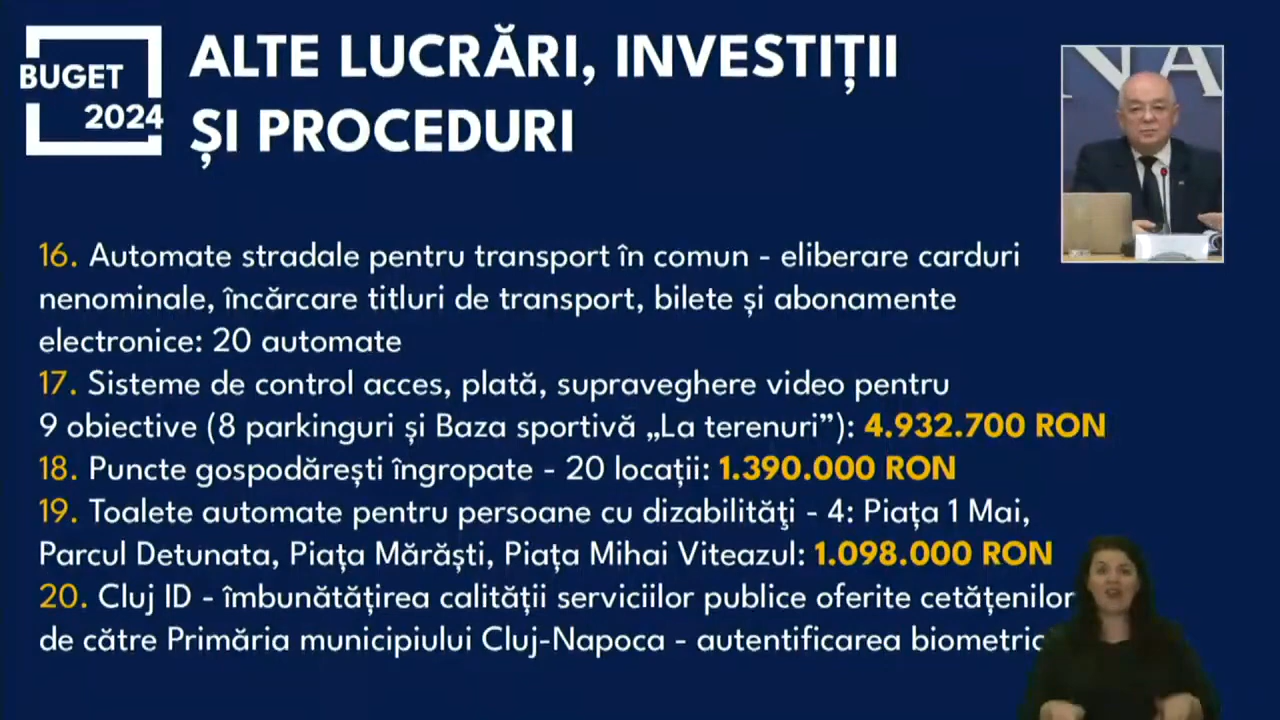 BUGET
2024
ALTE LUCRĂRI, INVESTIȚII
ȘI PROCEDURI
NA
16. Automate stradale pentru transport în comun - eliberare carduri
nenominale, încărcare titluri de transport, bilete și abonamente
electronice: 20 automate
17. Sisteme de control acces, plată, supraveghere video pentru
9 obiective (8 parkinguri și Baza sportivă „La terenuri”): 4.932.700 RON
18. Puncte gospodărești îngropate - 20 locații: 1.390.000 RON
19. Toalete automate pentru persoane cu dizabilităţi - 4: Piața 1 Mai,
Parcul Detunata, Piața Mărăști, Piața Mihai Viteazul: 1.098.000 RON
20. Cluj ID - îmbunătățirea calității serviciilor publice oferite cetățenilor
de către Primăria municipiului Cluj-Napoca - autentificarea biometric